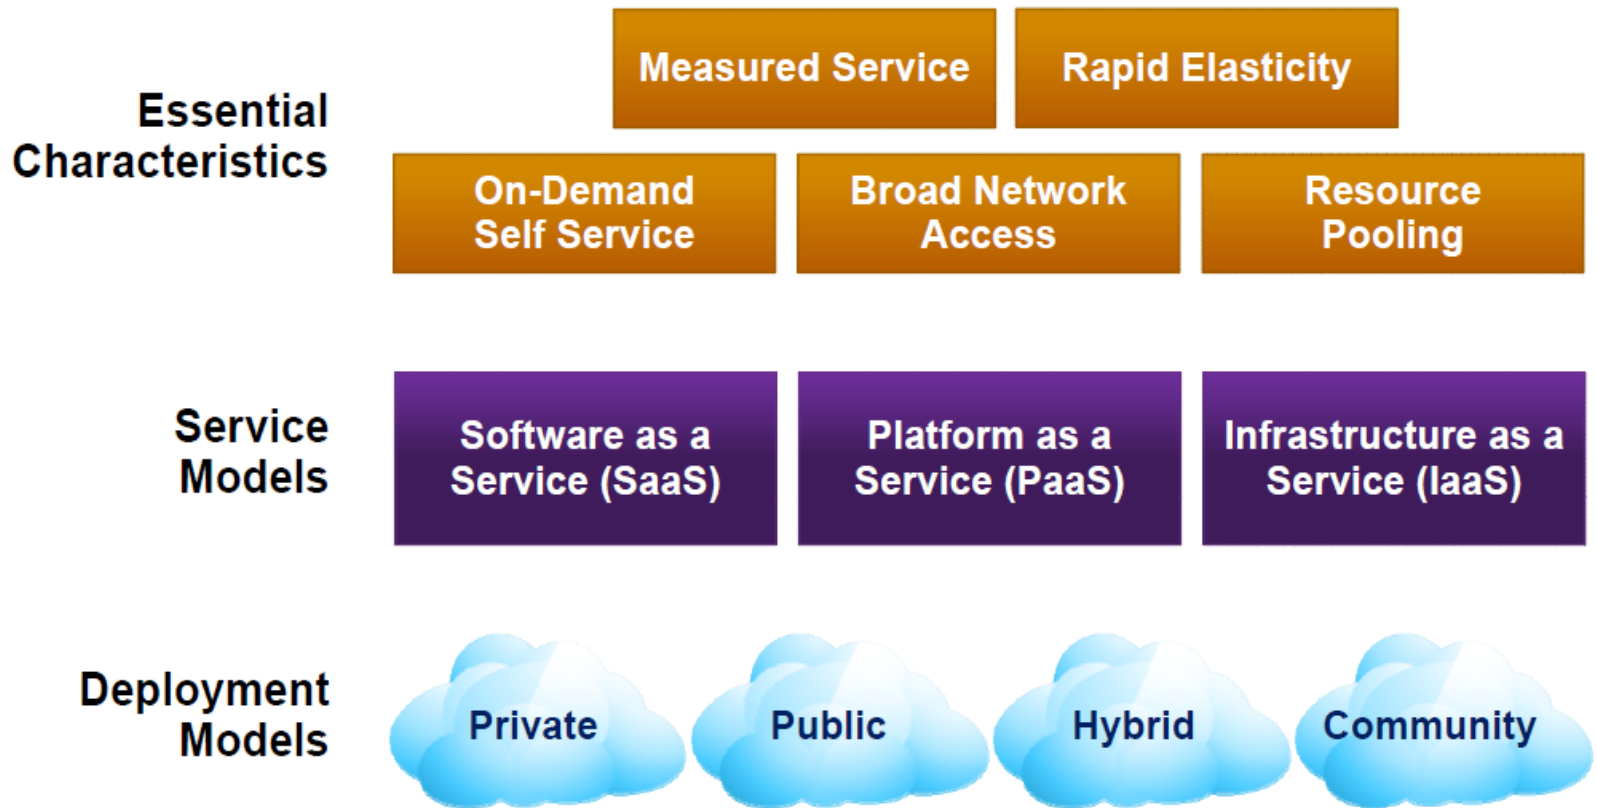 Measured Service
Rapid Elasticity
Essential
Characteristics
On-Demand
Self Service
Broad Network
Access
Resource
Pooling
Service
Models
Software as a
Service (SaaS)
Platform as a
Service (PaaS)
Infrastructure as a
Service (IaaS)
Deployment
Models
Private
Public
Hybrid
Community